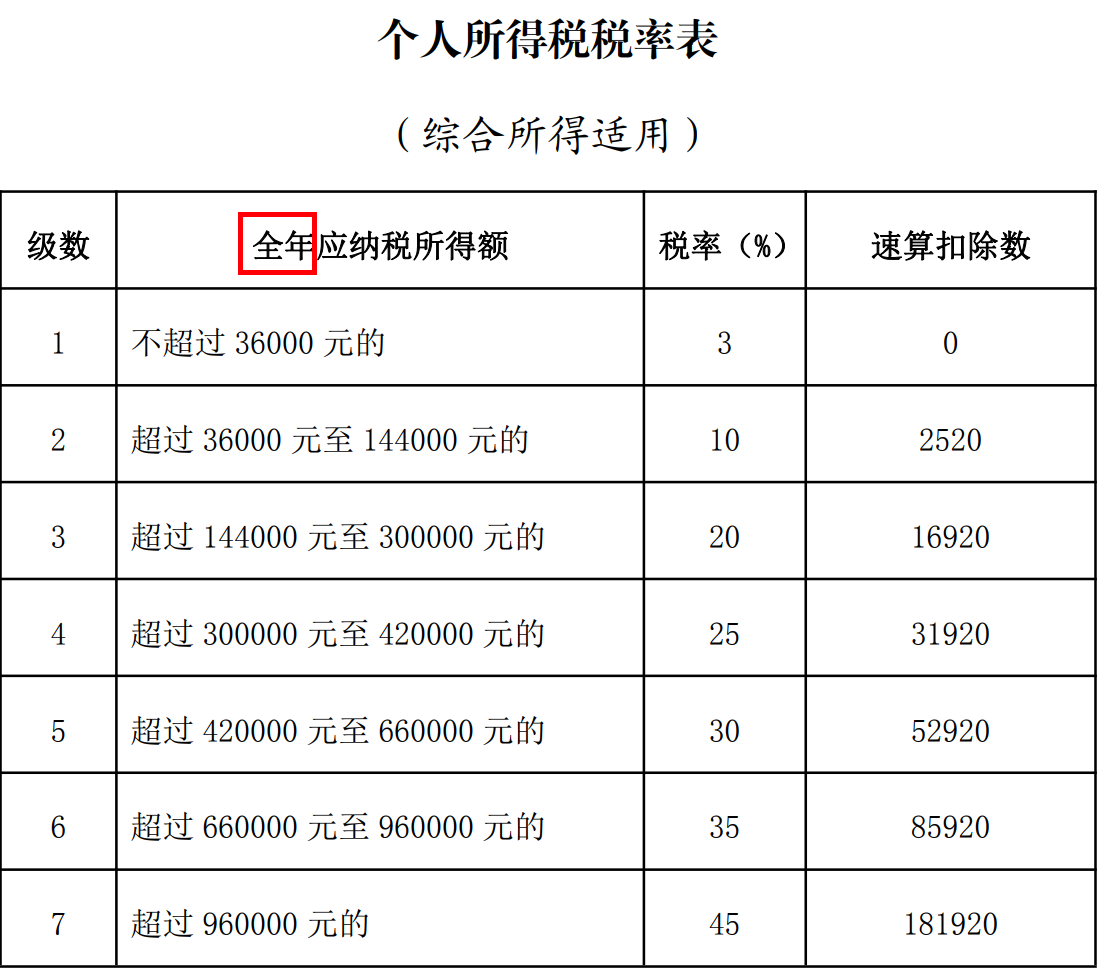 个人所得税税率表
（综合所得适用）
级数 全年应纳税所得额 税率（%） 速算扣除数
1 不超过 36000 元的 3 0
2 超过 36000 元至 144000 元的 10 2520
3 超过 144000 元至 300000 元的 20 16920
4 超过 300000 元至 420000 元的 25 31920
5 超过 420000 元至 660000 元的 30 52920
6 超过 660000 元至 960000 元的 35 85920
7 超过 960000 元的 45 181920